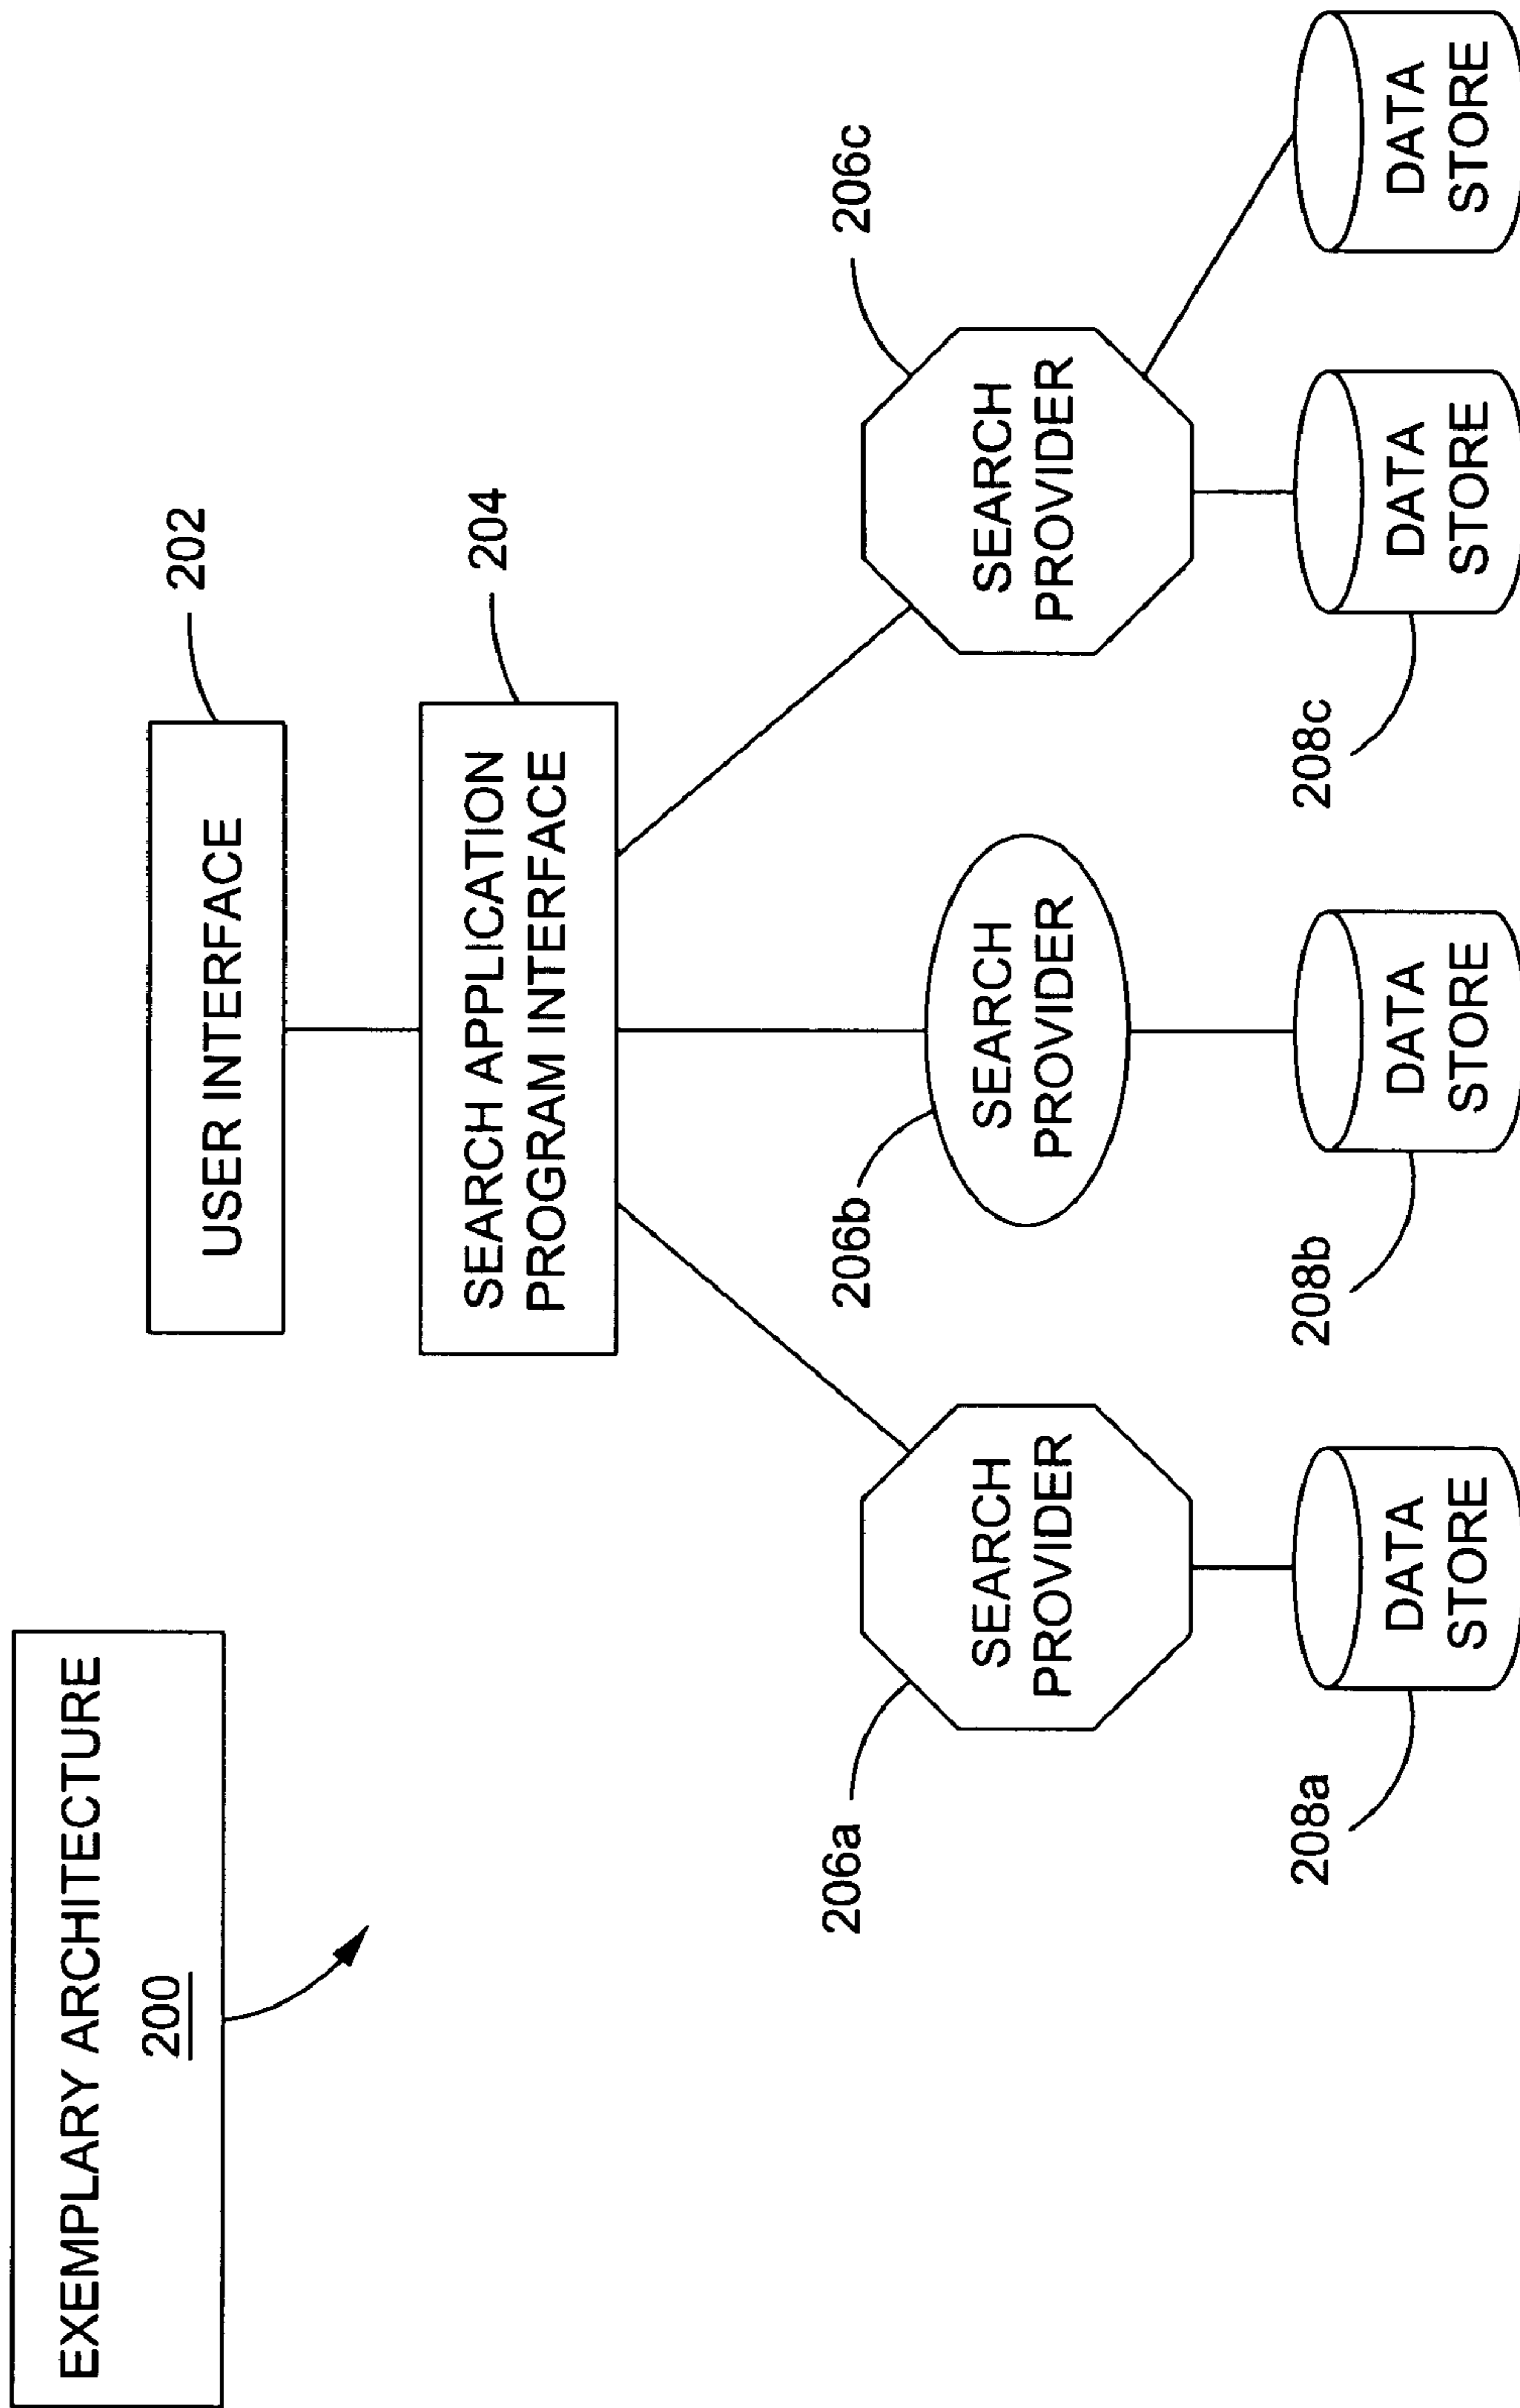 EXEMPLARY ARCHITECTURE
200
USER INTERFACE
202
SEARCH APPLICATION
PROGRAM INTERFACE
204
206a
SEARCH
PROVIDER
206b
SEARCH
PROVIDER
206c
SEARCH
PROVIDER
208a
DATA
STORE
208b
DATA
STORE
208c
DATA
STORE
DATA
STORE